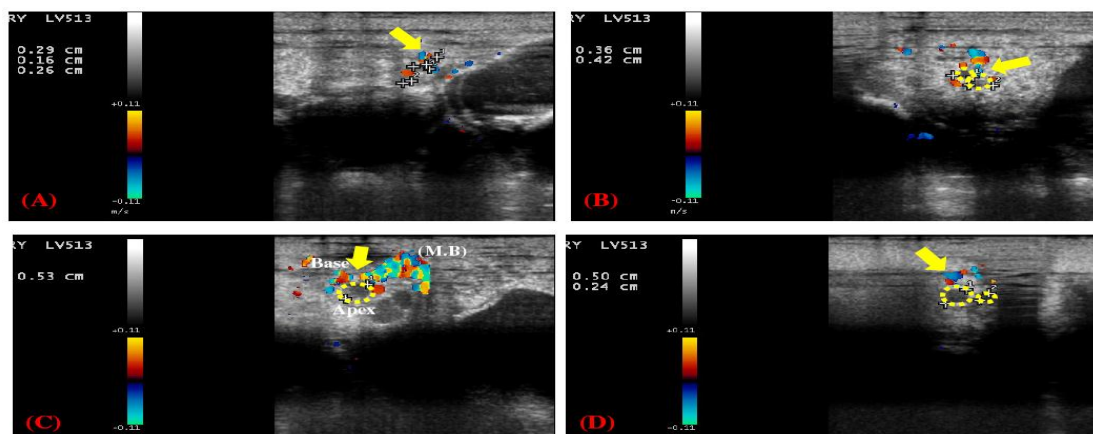 RY LV513
0.29 cm
0.16 cm
0.26 cm
+0.11
-0.11
m/s
(A)
RY LV513
0.36 cm
0.42 cm
+0.11
-0.11
m/s
(B)
RY LV513
0.53 cm
+0.11
-0.11
Base
(M.B)
Apex
(C)
RY LV513
0.50 cm
0.24 cm
+0.11
-0.11
(D)